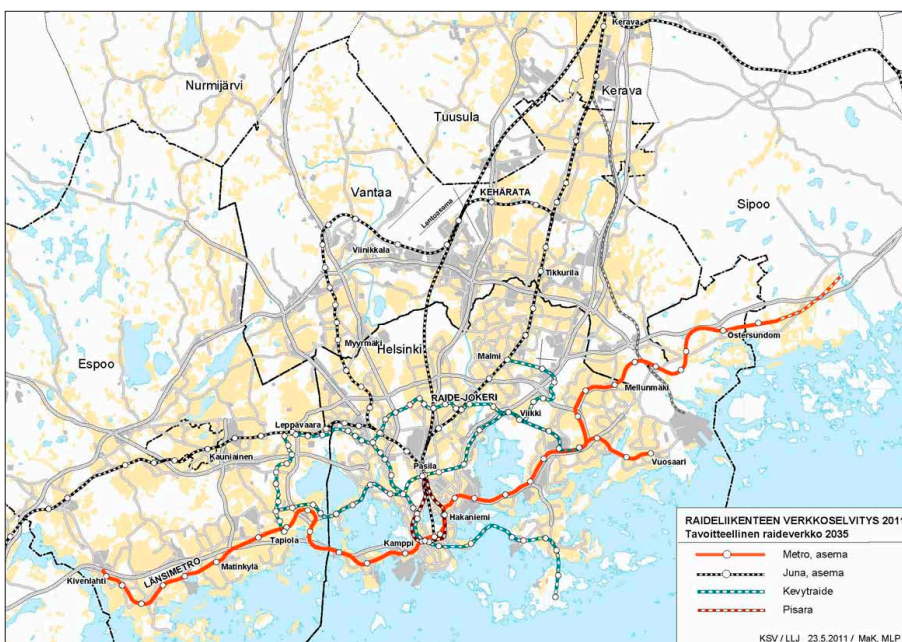 Kerava
Nurmijärvi
Kerava
Tuusula
Vantaa
KEHÄRATA
Lentoasema
Sipoo
Viinikkala
Tikkurila
Östersundom
Myyrmäki
Helsinki
Malmi
Espoo
Mellunmäki
RAIDE-JOKERI
Leppävaara
Viikki
Kauniainen
Pasila
Vuosaari
Hakaniemi
Tapiola
Kamppi
LÄNSIMETRO
Matinkylä
Kivenlahti
RAIDELIIKENTEEN VERKKOSELVITYS 2011
Tavoitteellinen raideverkko 2035
Metro, asema
Juna, asema
Kevytraide
Pisara
KSV / LLJ 23.5.2011 / MaK, MLP